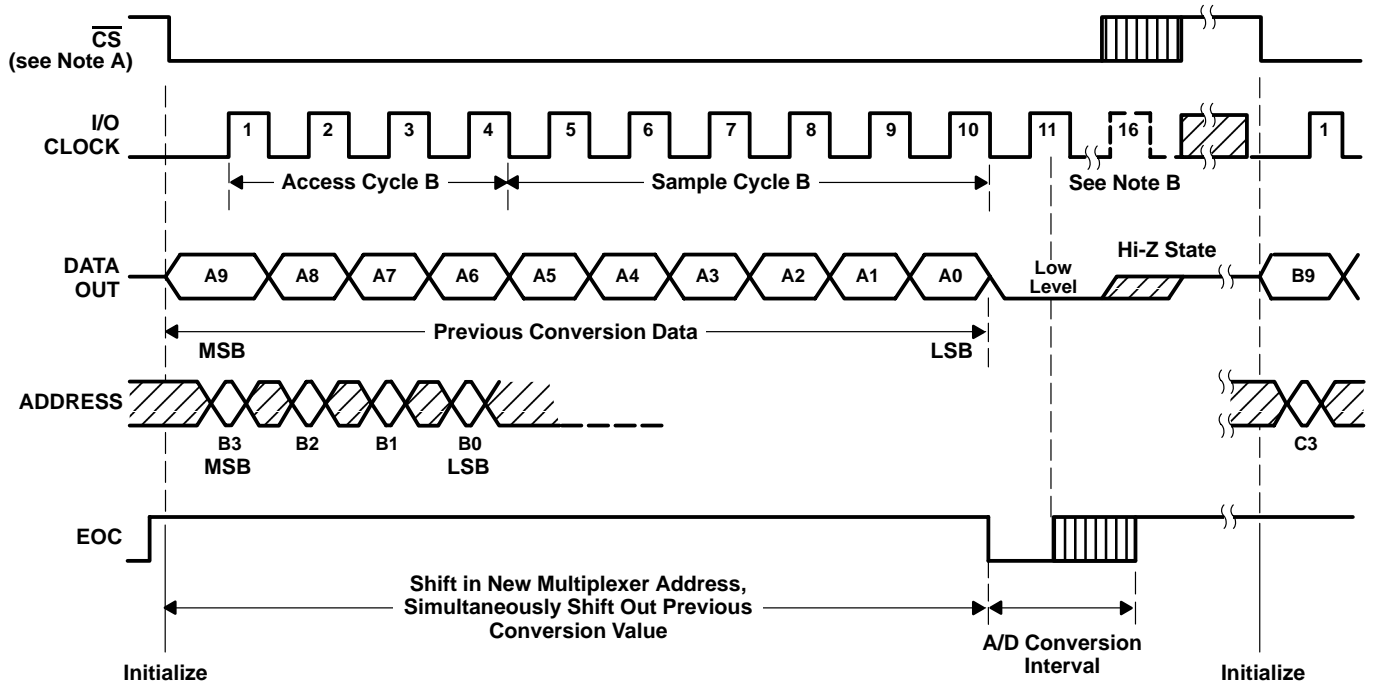 CS
(see Note A)
I/O
CLOCK
1 2 3 4 5 6 7 8 9 10 11 16 1
Access Cycle B
Sample Cycle B
See Note B
DATA
OUT
A9 A8 A7 A6 A5 A4 A3 A2 A1 A0
Low
Level
Hi-Z State
B9
Previous Conversion Data
MSB
LSB
ADDRESS
B3 B2 B1 B0
MSB LSB
C3
EOC
Shift in New Multiplexer Address,
Simultaneously Shift Out Previous
Conversion Value
A/D Conversion
Interval
Initialize
Initialize